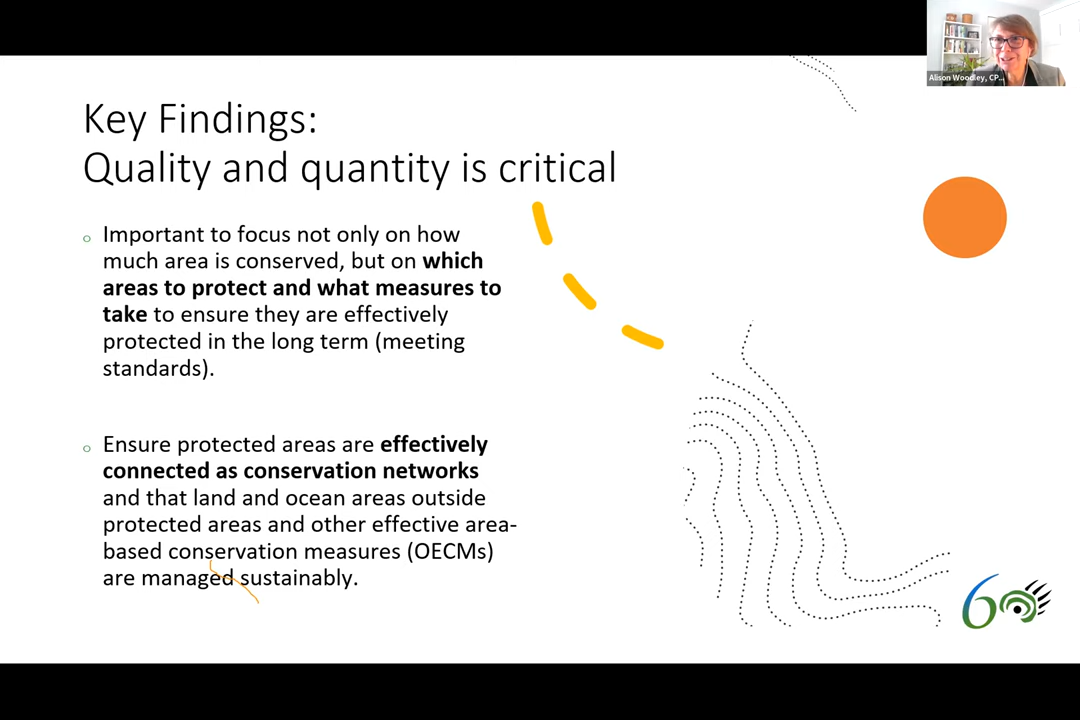 Alison Woodley, CP...
Key Findings:
Quality and quantity is critical
o Important to focus not only on how
much area is conserved, but on which
areas to protect and what measures to
take to ensure they are effectively
protected in the long term (meeting
standards).
o Ensure protected areas are effectively
connected as conservation networks
and that land and ocean areas outside
protected areas and other effective area-
based conservation measures (OECMs)
are managed sustainably.
60